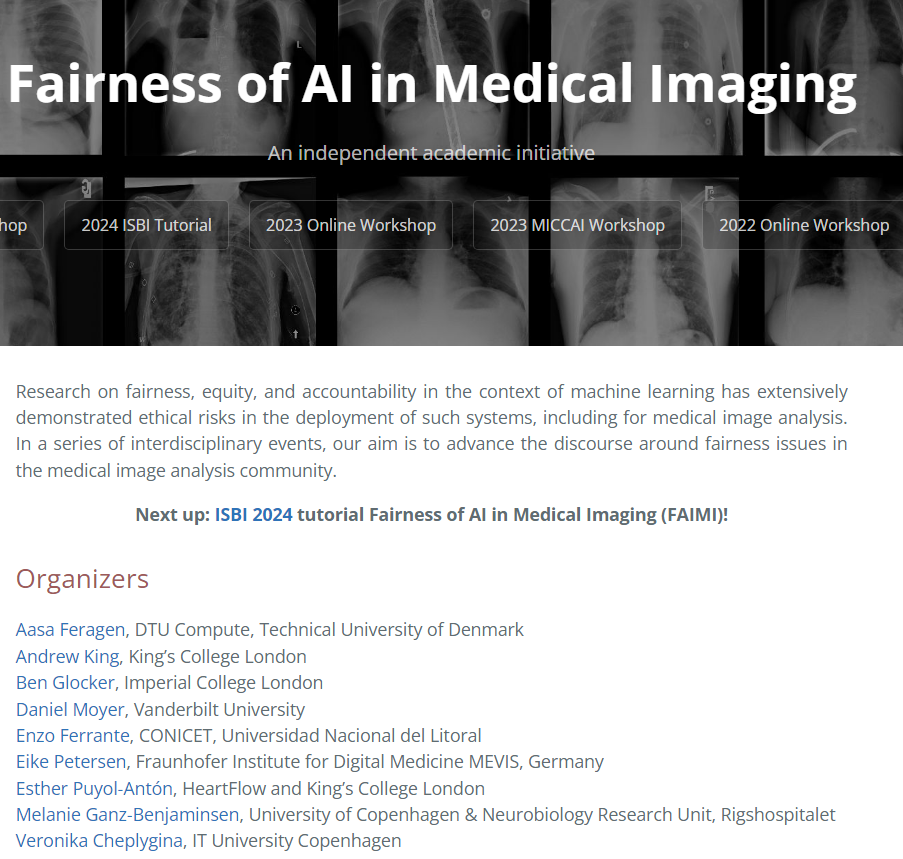 Fairness of AI in Medical Imaging
An independent academic initiative
hop
2024 ISBI Tutorial
2023 Online Workshop
2023 MICCAI Workshop
2022 Online Workshop
Research on fairness, equity, and accountability in the context of machine learning has extensively
demonstrated ethical risks in the deployment of such systems, including for medical image analysis.
In a series of interdisciplinary events, our aim is to advance the discourse around fairness issues in
the medical image analysis community.
Next up: ISBI 2024 tutorial Fairness of AI in Medical Imaging (FAIMI)!
Organizers
Aasa Feragen, DTU Compute, Technical University of Denmark
Andrew King, King’s College London
Ben Glocker, Imperial College London
Daniel Moyer, Vanderbilt University
Enzo Ferrante, CONICET, Universidad Nacional del Litoral
Eike Petersen, Fraunhofer Institute for Digital Medicine MEVIS, Germany
Esther Puyol-Antón, HeartFlow and King’s College London
Melanie Ganz-Benjaminsen, University of Copenhagen & Neurobiology Research Unit, Rigshospitalet
Veronika Cheplygina, IT University Copenhagen